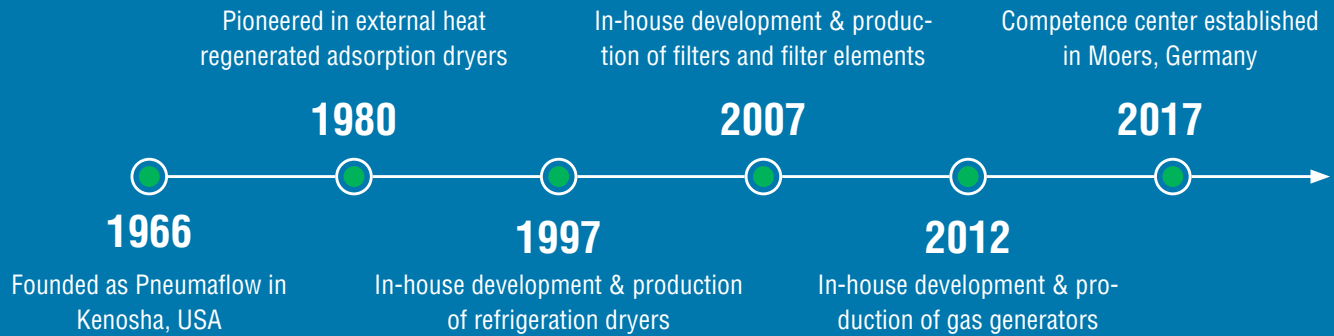 Pioneered in external heat
regenerated adsorption dryers
1980
In-house development & produc-
tion of filters and filter elements
2007
Competence center established
in Moers, Germany
2017
1966
Founded as Pneumaflow in
Kenosha, USA
1997
In-house development & production
of refrigeration dryers
2012
In-house development & pro-
duction of gas generators